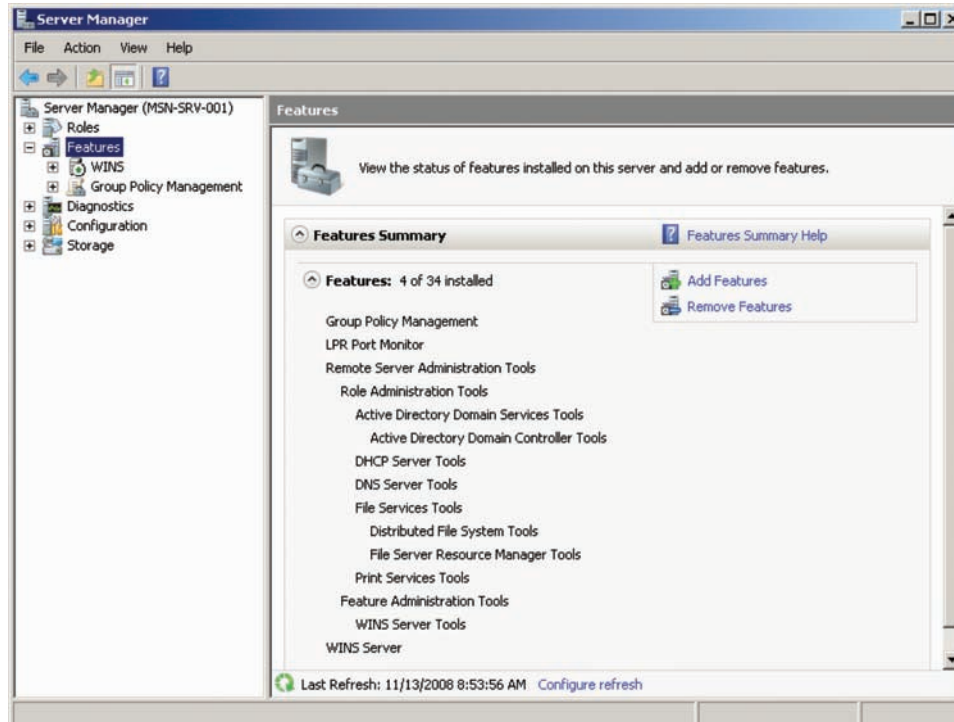 Server Manager
File Action View Help
Server Manager (MSN-SRV-001)
Roles
Features
WINS
Group Policy Management
Diagnostics
Configuration
Storage
Features
View the status of features installed on this server and add or remove features.
Features Summary
Features Summary Help
Features: 4 of 34 installed
Add Features
Remove Features
Group Policy Management
LPR Port Monitor
Remote Server Administration Tools
Role Administration Tools
Active Directory Domain Services Tools
Active Directory Domain Controller Tools
DHCP Server Tools
DNS Server Tools
File Services Tools
Distributed File System Tools
File Server Resource Manager Tools
Print Services Tools
Feature Administration Tools
WINS Server Tools
WINS Server
Last Refresh: 11/13/2008 8:53:56 AM Configure refresh